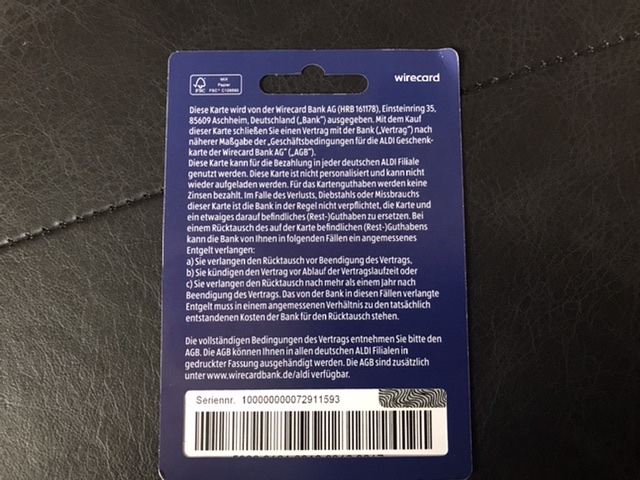 FSC
MIX
Papier
wirecard
Diese Karte wird von der Wirecard Bank AG (HRB 161178), Einsteinring 35,
85609 Aschheim, Deutschland („Bank“) ausgegeben. Mit dem Kauf
dieser Karte schließen Sie einen Vertrag mit der Bank („Vertrag“) nach
näherer Maßgabe der „Geschäftsbedingungen für die ALDI Geschenk-
karte der Wirecard Bank AG“ („AGB“).
Diese Karte kann für die Bezahlung in jeder deutschen ALDI Filiale
genutzt werden. Diese Karte ist nicht personalisiert und kann nicht
wieder aufgeladen werden. Für das Kartenguthaben werden keine
Zinsen bezahlt. Im Falle des Verlusts, Diebstahls oder Missbrauchs
dieser Karte ist die Bank in der Regel nicht verpflichtet, die Karte und
ein etwaiges darauf befindliches (Rest-)Guthaben zu ersetzen. Bei
einem Rücktausch des auf der Karte befindlichen (Rest-)Guthabens
kann die Bank von Ihnen in folgenden Fällen ein angemessenes
Entgelt verlangen:
a) Sie verlangen den Rücktausch vor Beendigung des Vertrags,
b) Sie kündigen den Vertrag vor Ablauf der Vertragslaufzeit oder
c) Sie verlangen den Rücktausch nach mehr als einem Jahr nach
Beendigung des Vertrags. Das von der Bank in diesen Fällen verlangte
Entgelt muss in einem angemessenen Verhältnis zu den tatsächlich
entstandenen Kosten der Bank für den Rücktausch stehen.
Die vollständigen Bedingungen des Vertrags entnehmen Sie bitte den
AGB. Die AGB können Ihnen in allen deutschen ALDI Filialen in
gedruckter Fassung ausgehändigt werden. Die AGB sind zusätzlich
unter www.wirecardbank.de/aldi verfügbar.
Seriennr. 10000000072911593